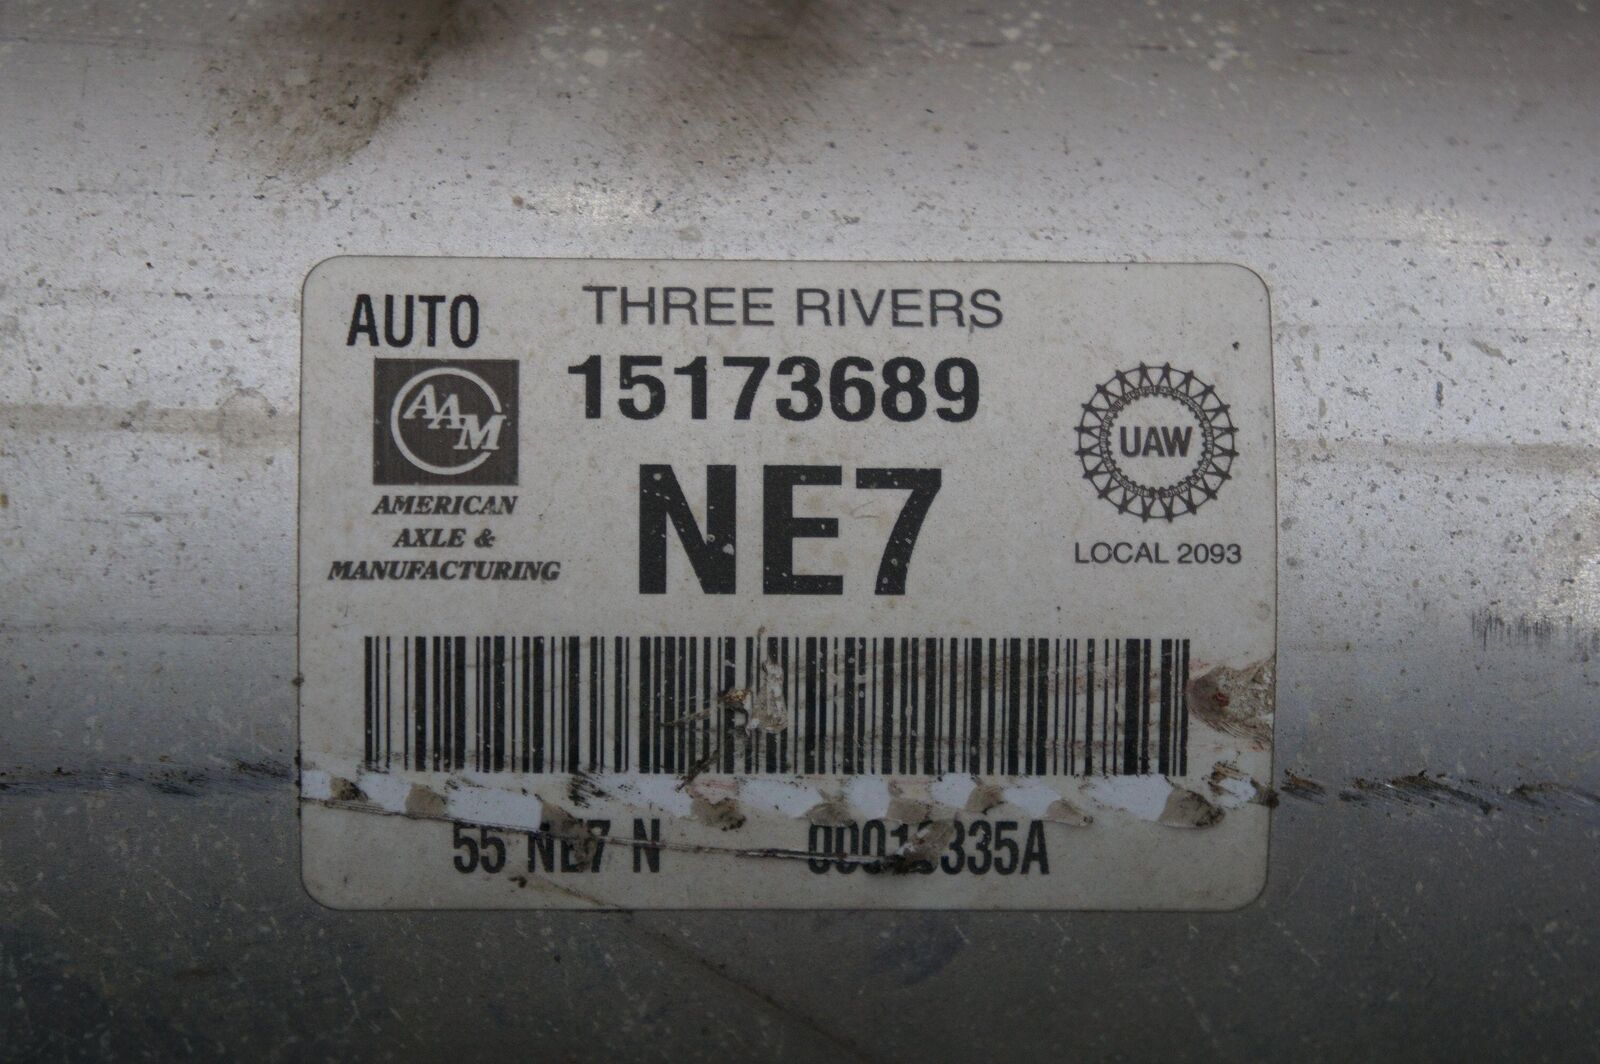 AUTO
THREE RIVERS
15173689
AAM
AMERICAN
AXLE &
MANUFACTURING
NE7
UAW
LOCAL 2093
55 NE7 N